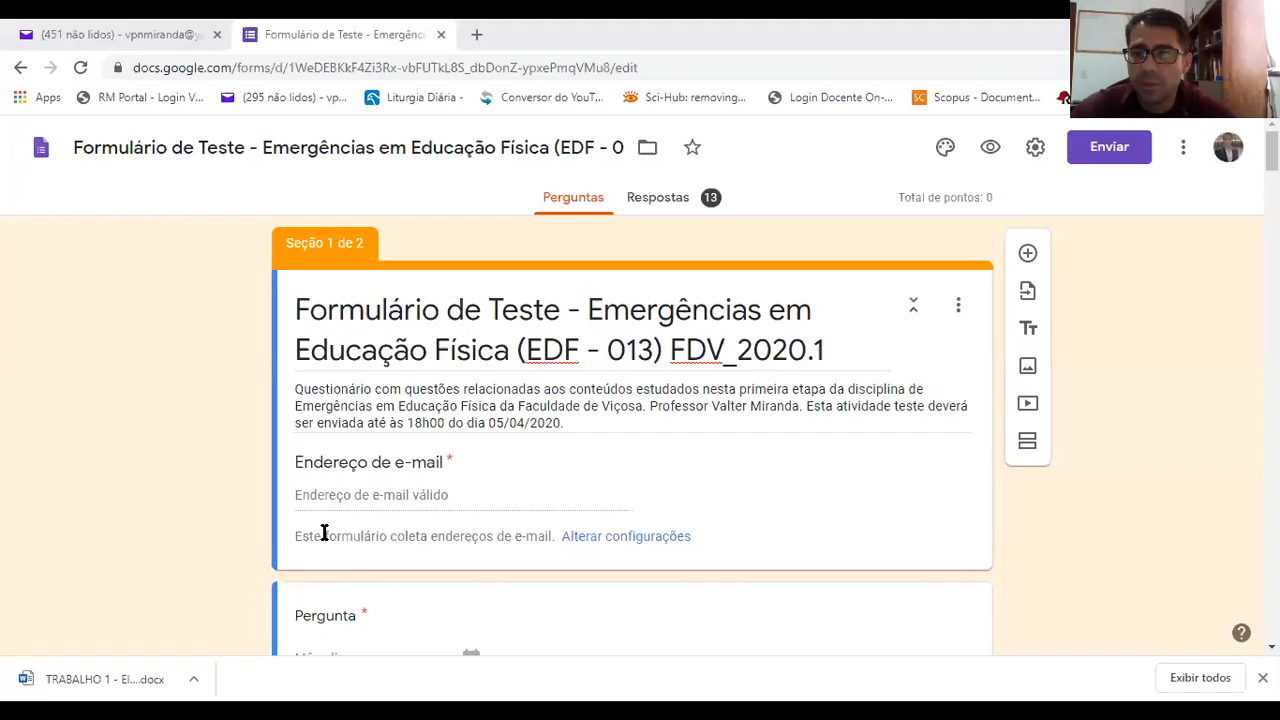 (451 não lidos) - vpnmiranda@y
Formulário de Teste - Emergênc
docs.google.com/forms/d/1WeDEBKkF4Zi3Rx-vbFUTkL8S_dbDonZ-ypxePmqVMu8/edit
Apps
RM Portal - Login V...
(295 não lidos) - vp...
Liturgia Diária -
Conversor do YouT...
Sci-Hub: removing...
Login Docente On-...
SC
Scopus - Document...
Formulário de Teste - Emergências em Educação Física (EDF - 0
Enviar
Perguntas
Respostas 13
Total de pontos: 0
Seção 1 de 2
Formulário de Teste - Emergências em
Educação Física (EDF - 013) FDV_2020.1
Questionário com questões relacionadas aos conteúdos estudados nesta primeira etapa da disciplina de
Emergências em Educação Física da Faculdade de Viçosa. Professor Valter Miranda. Esta atividade teste deverá
ser enviada até às 18h00 do dia 05/04/2020.
Endereço de e-mail *
Endereço de e-mail válido
Este formulário coleta endereços de e-mail. Alterar configurações
Pergunta *
TRABALHO 1 - El....docx
Exibir todos